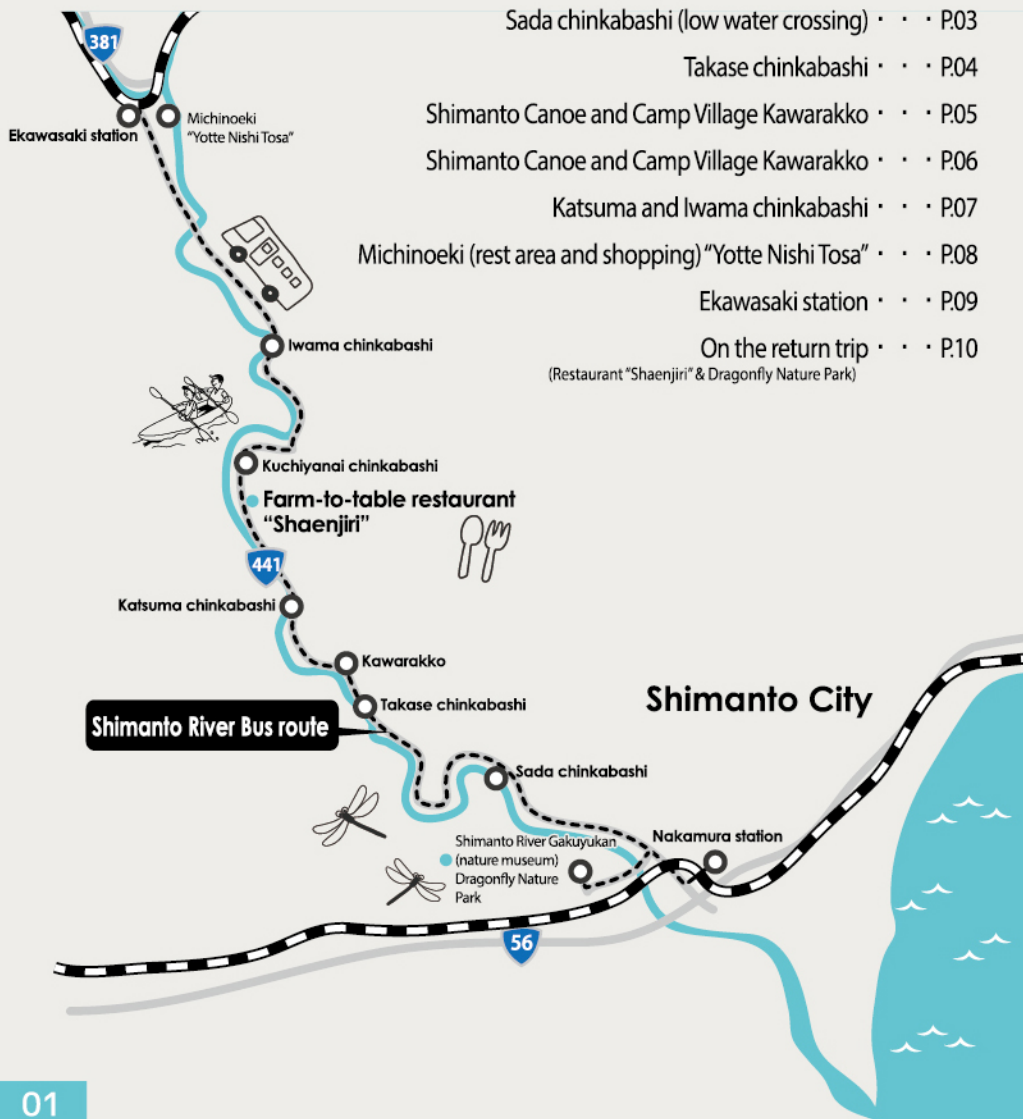 Sada chinkabashi (low water crossing) · · · P.03
Takase chinkabashi · · · P.04
Shimanto Canoe and Camp Village Kawarakko · · · P.05
Shimanto Canoe and Camp Village Kawarakko · · · P.06
Katsuma and Iwama chinkabashi · · · P.07
Michinoeki (rest area and shopping) "Yotte Nishi Tosa" · · · P.08
Ekawasaki station · · · P.09
On the return trip · · · P.10
(Restaurant "Shaenjiri" & Dragonfly Nature Park)
381
Ekawasaki station
Michinoeki
"Yotte Nishi Tosa"
Iwama chinkabashi
Kuchiyanai chinkabashi
Farm-to-table restaurant
"Shaenjiri"
441
Katsuma chinkabashi
Kawarakko
Takase chinkabashi
Shimanto City
Shimanto River Bus route
Sada chinkabashi
Nakamura station
Shimanto River Gakuyukan
(nature museum)
Dragonfly Nature
Park
56
01